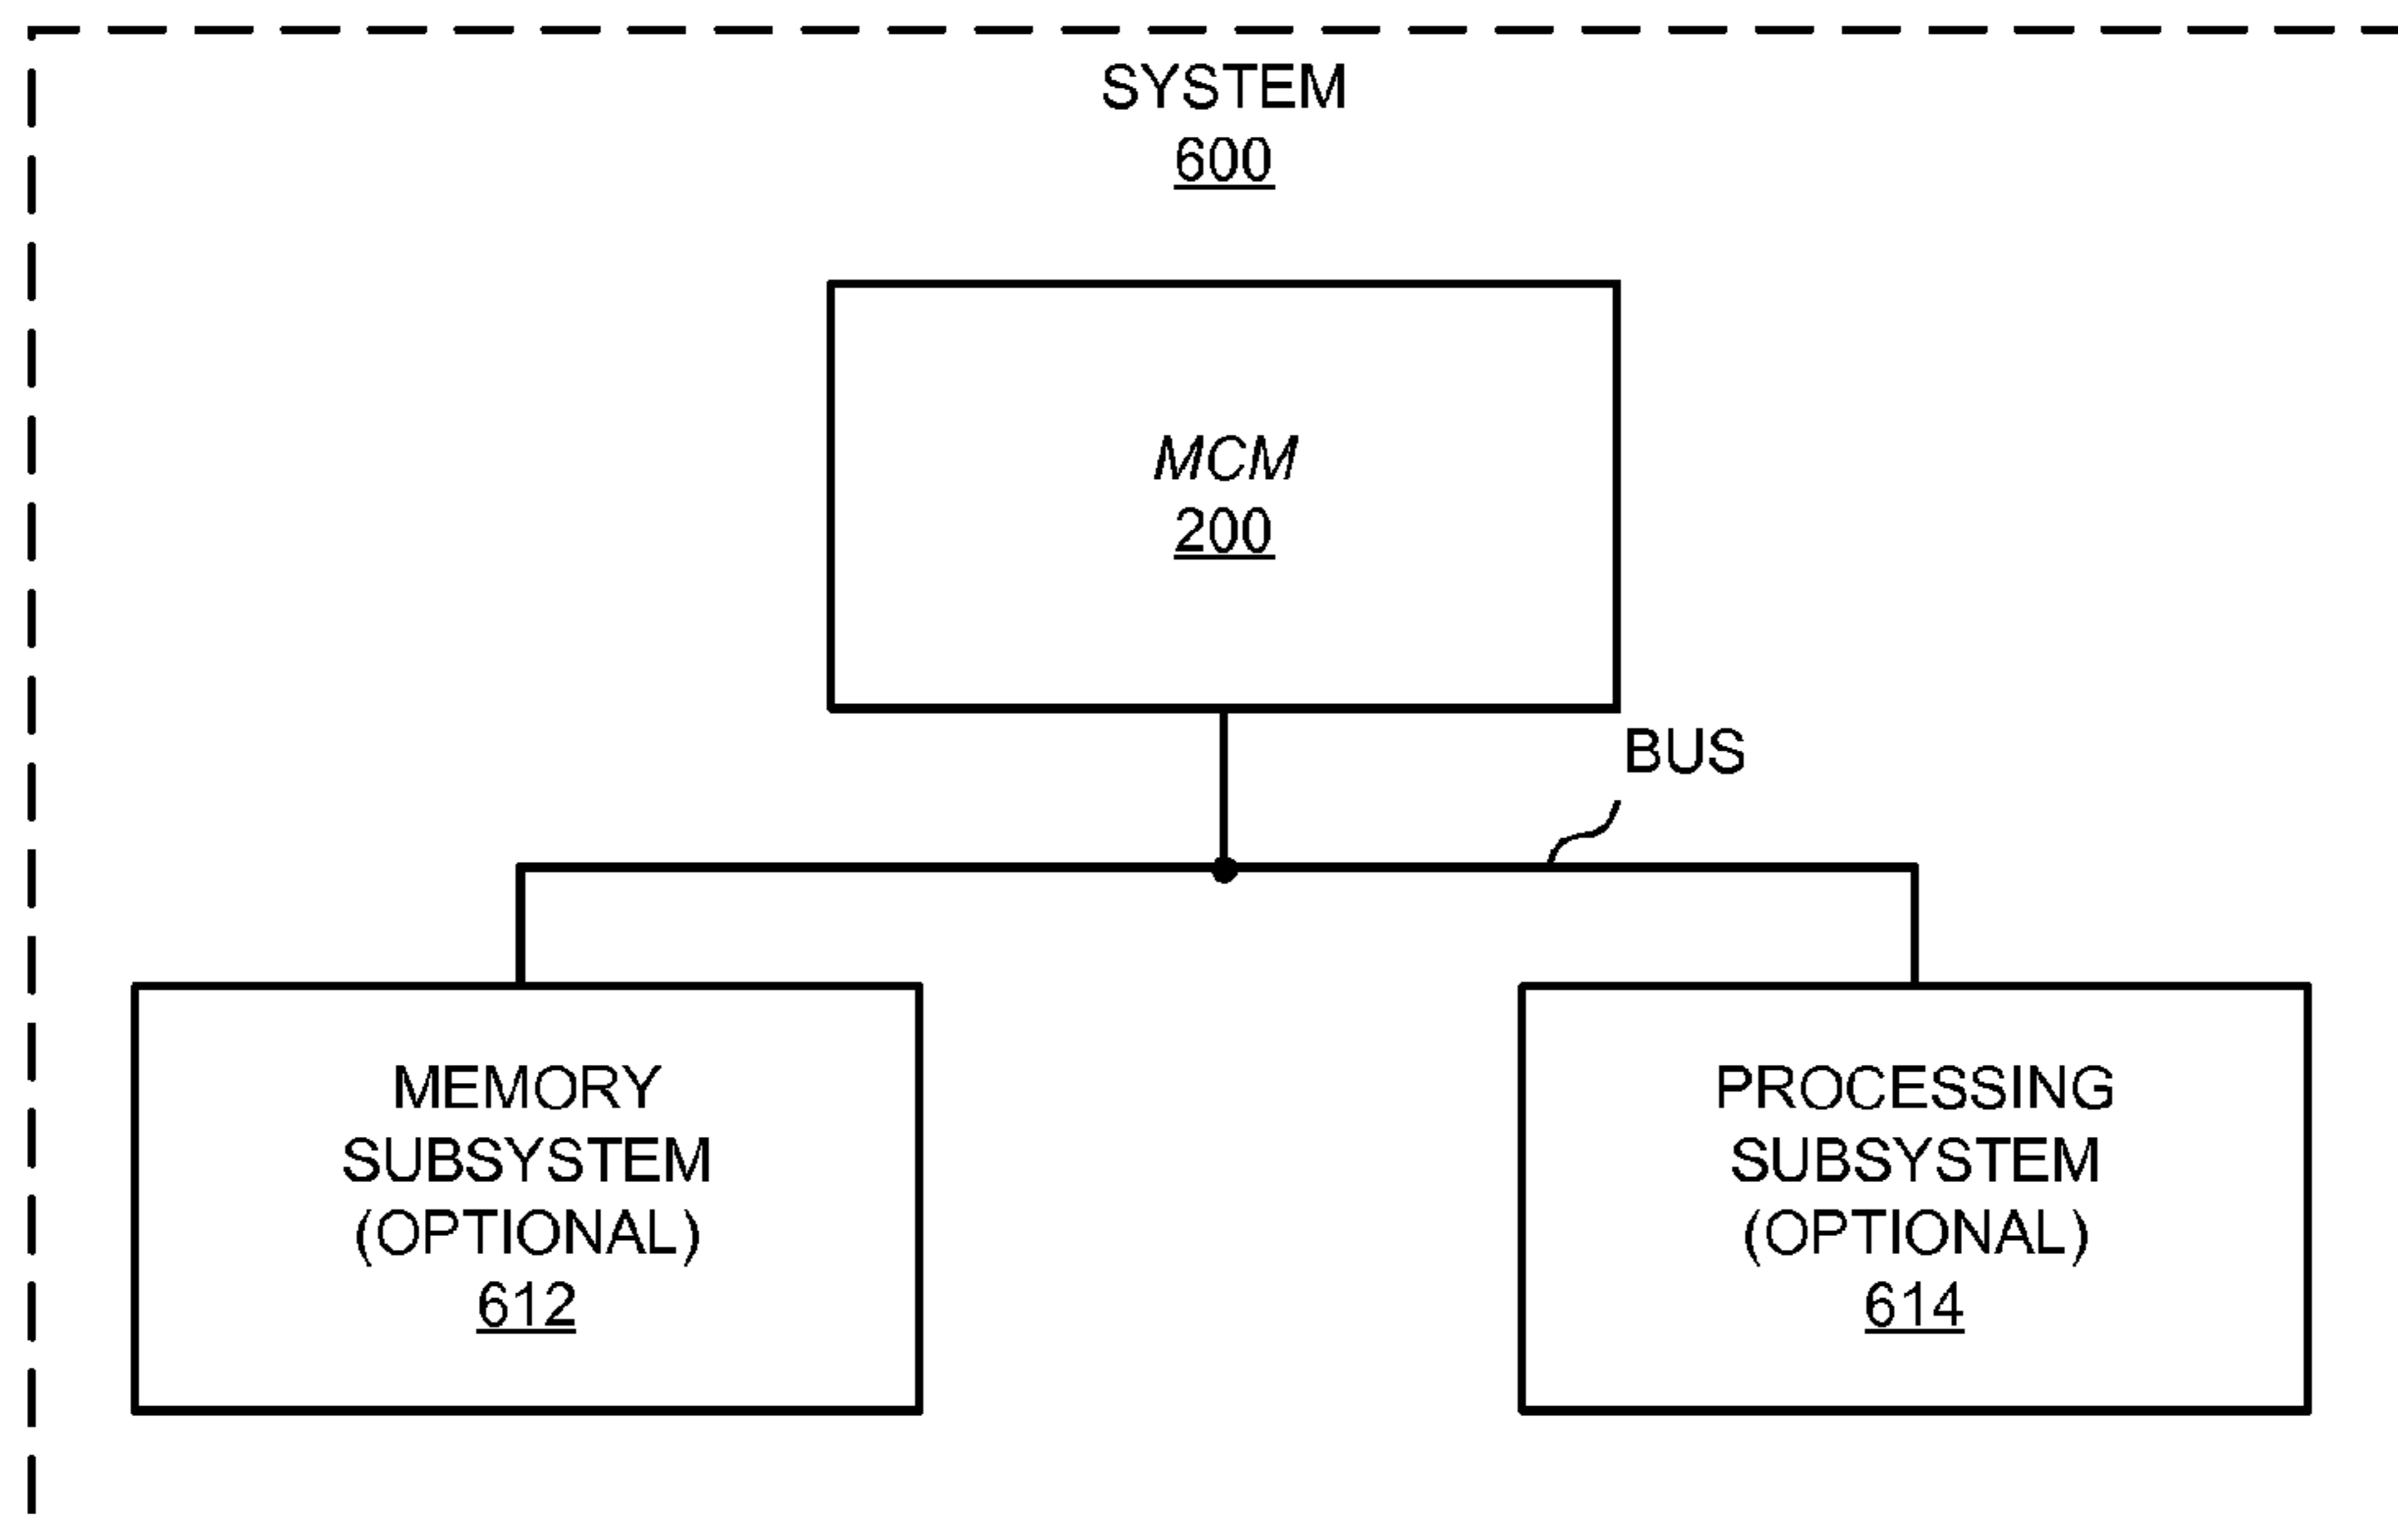 SYSTEM
600
MCM
200
BUS
MEMORY
SUBSYSTEM
(OPTIONAL)
612
PROCESSING
SUBSYSTEM
(OPTIONAL)
614